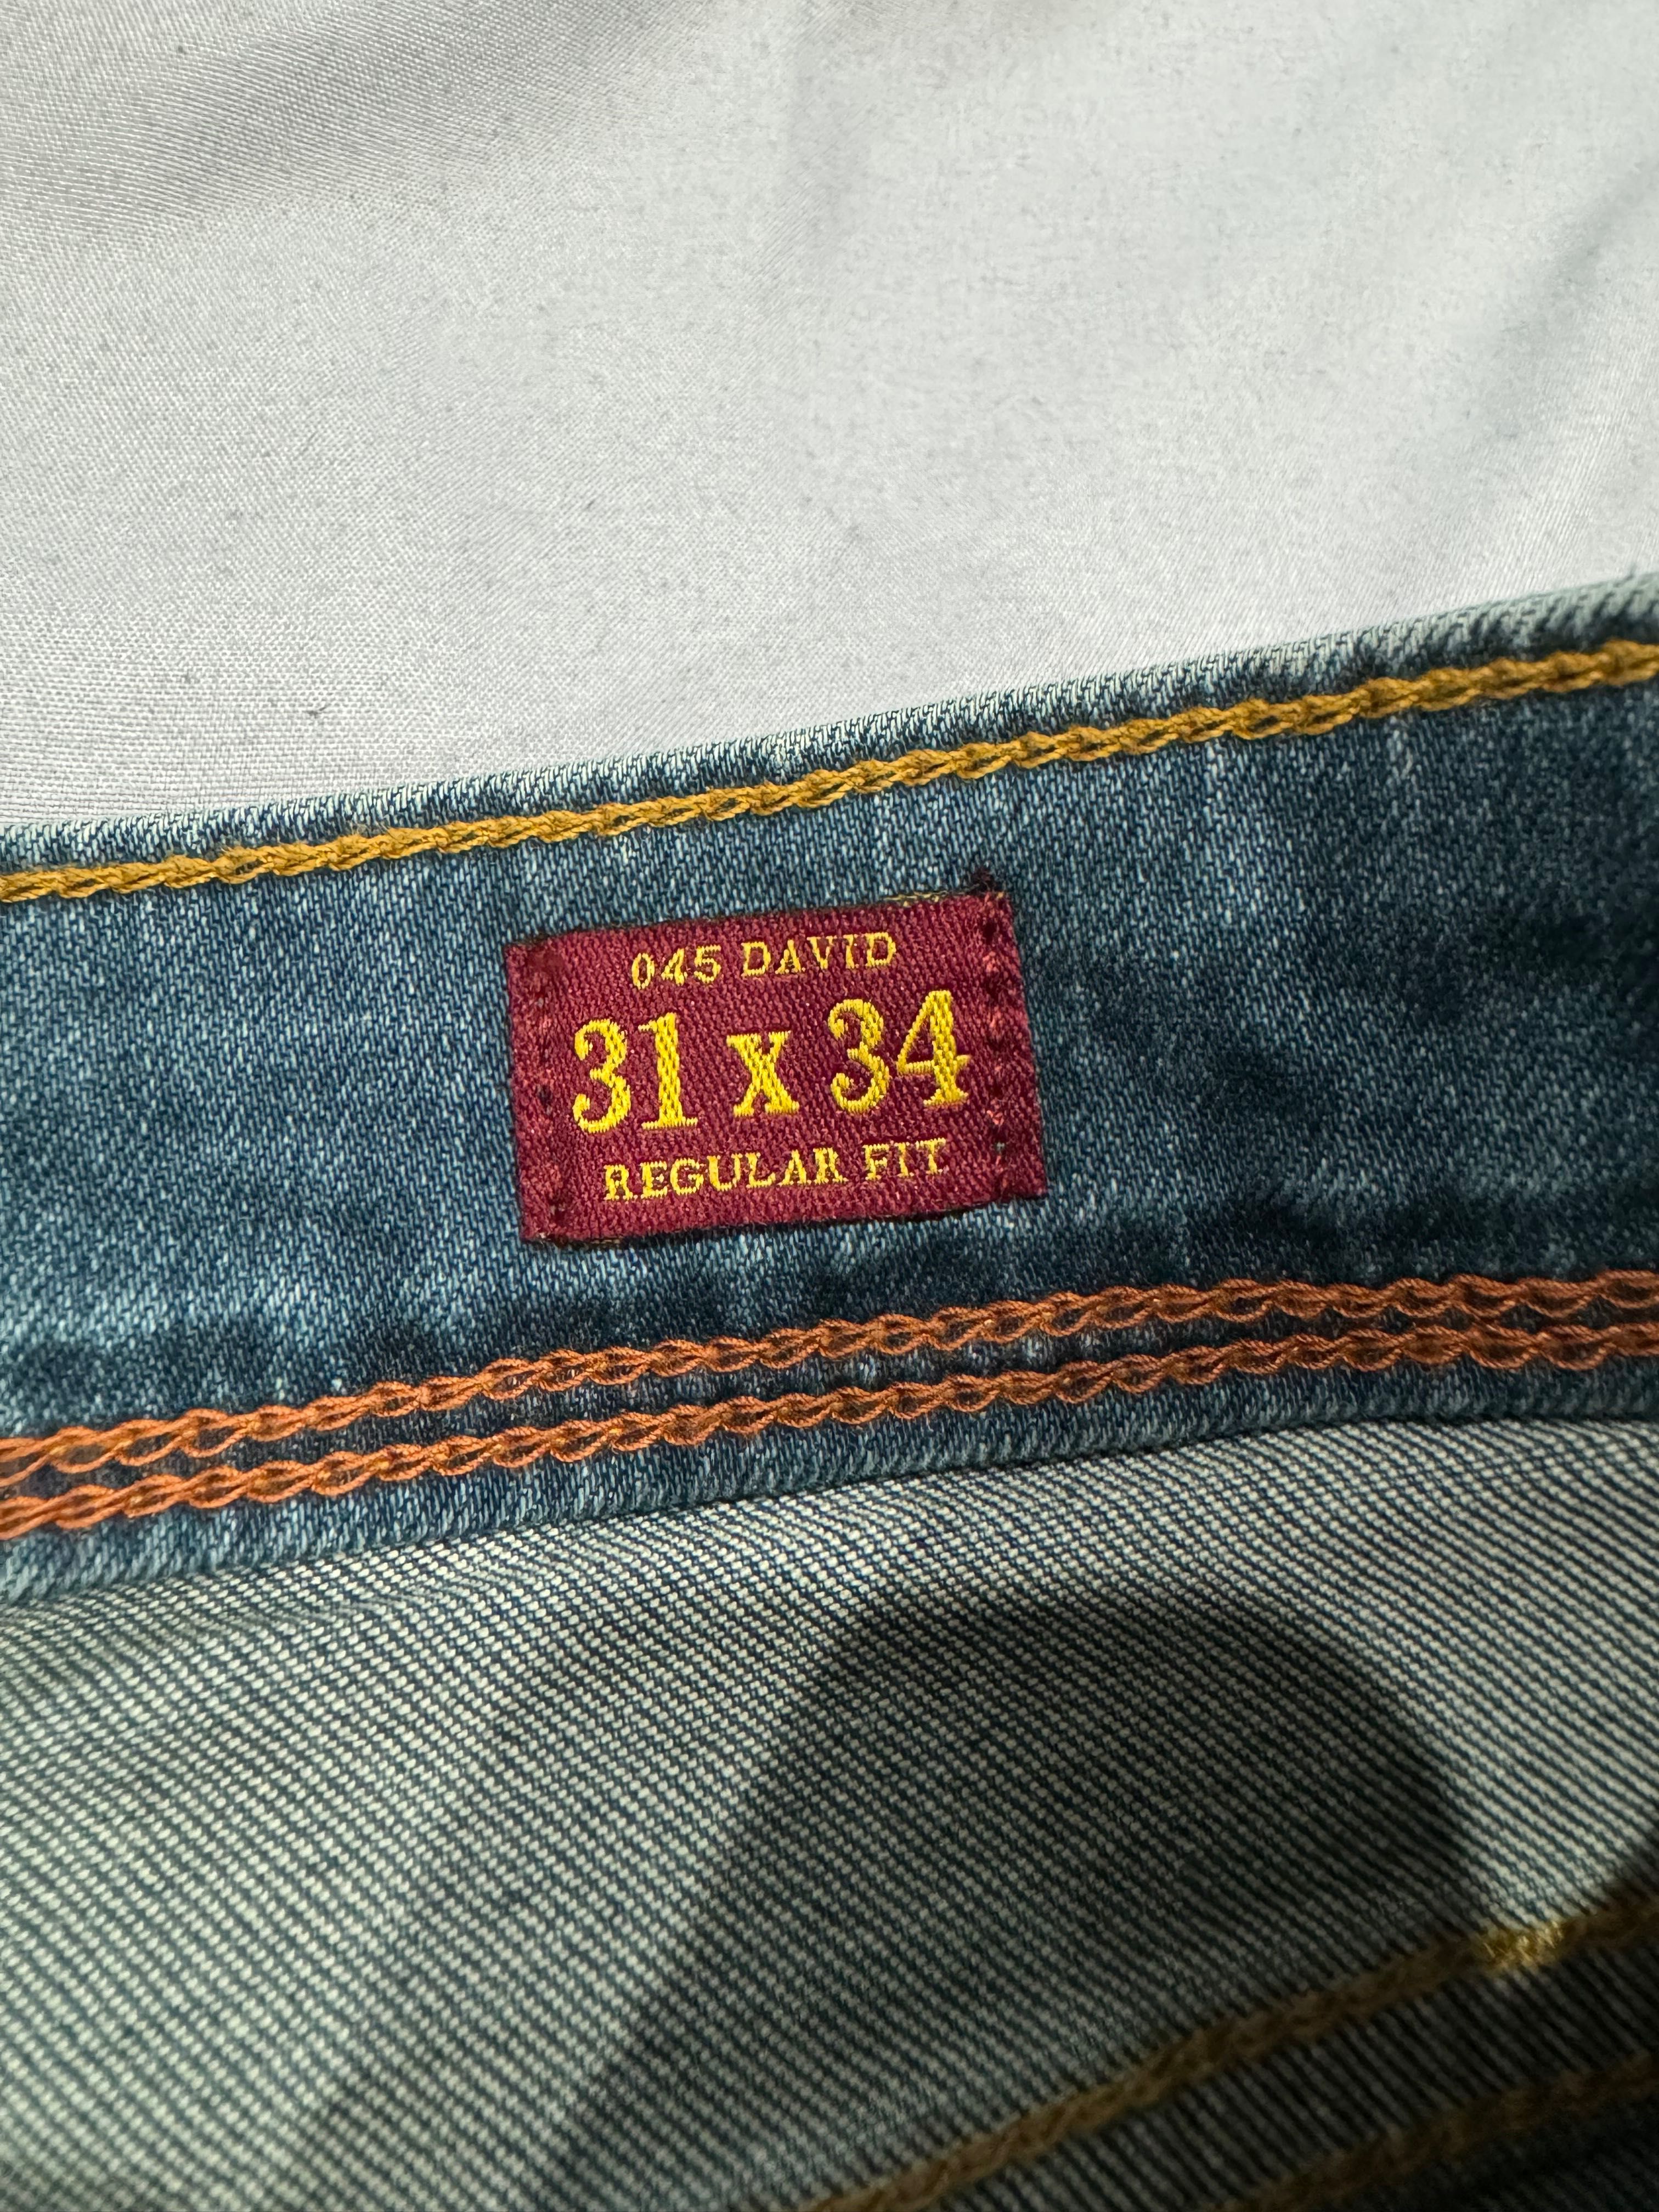 045 DAVID
31 x 34
REGULAR FIT